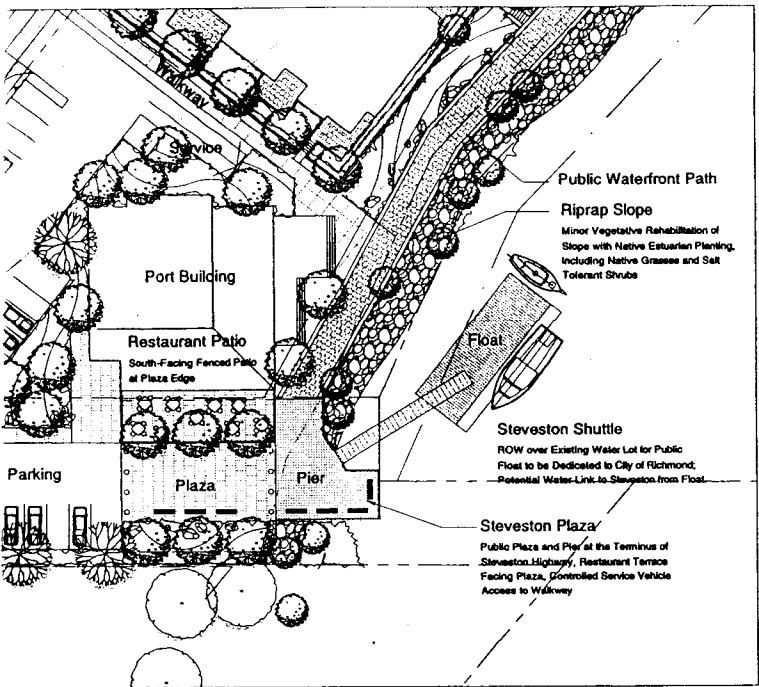 Walkway
Service
Public Waterfront Path
Riprap Slope
Minor Vegetative Rehabilitation of
Slope with Native Estuarian Planting,
Including Native Grasses and Salt
Tolerant Shrubs
Port Building
Restaurant Patio
South-Facing Fenced Patio
at Plaza Edge
Float
Steveston Shuttle
ROW over Existing Water Lot for Public
Float to be Dedicated to City of Richmond;
Potential Water Link to Steveston from Float
Parking
Plaza
Pier
Steveston Plaza
Public Plaza and Pier at the Terminus of
Steveston Highway, Restaurant Terrace
Facing Plaza, Controlled Service Vehicle
Access to Walkway